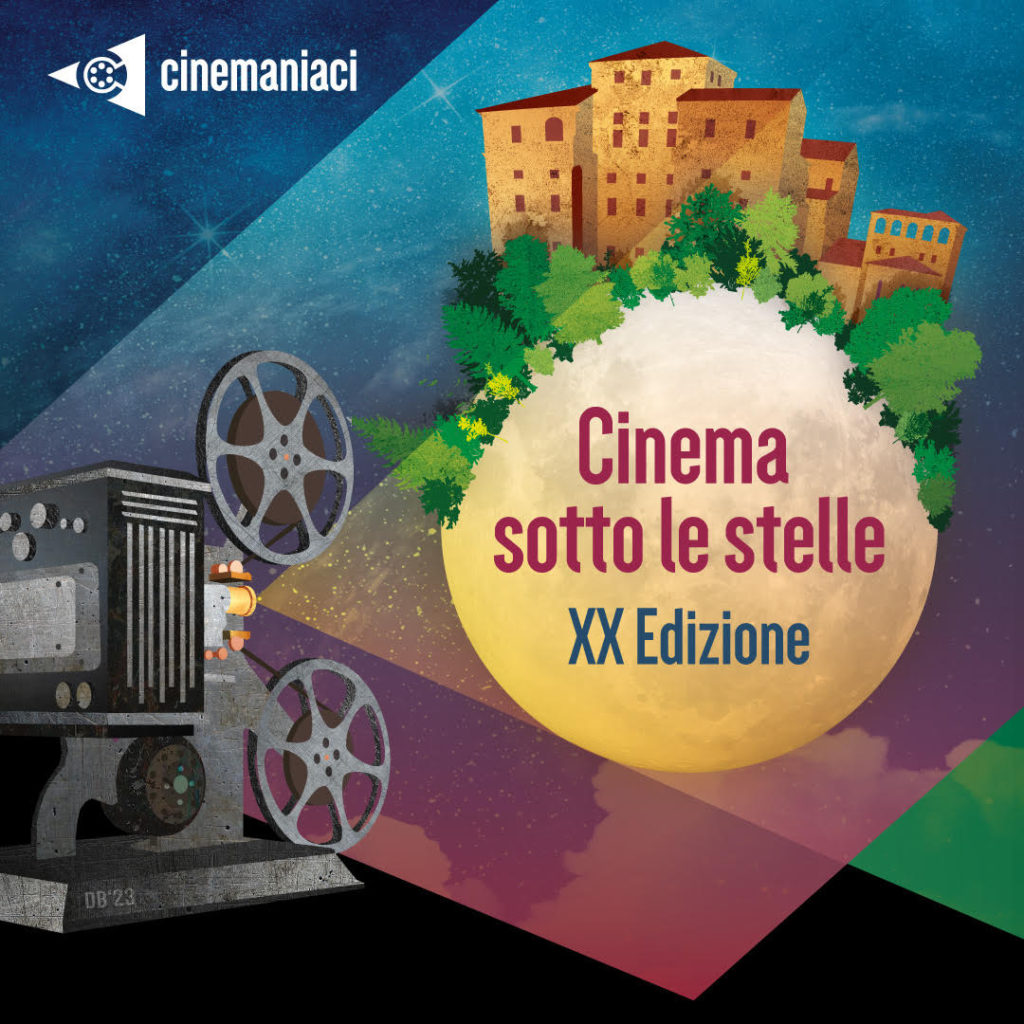 cinemaniaci
Cinema
sotto le stelle
XX Edizione
DB'23